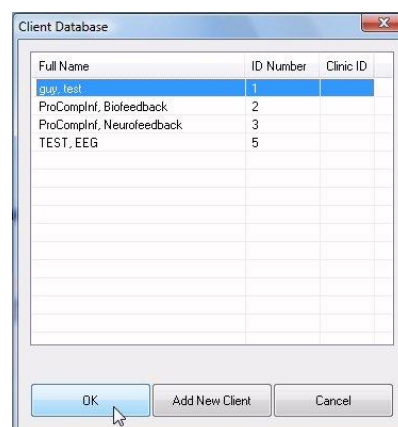 Client Database
Full Name ID Number Clinic ID
guy, test 1
ProCompInf, Biofeedback 2
ProCompInf, Neurofeedback 3
TEST, EEG 5
OK Add New Client Cancel